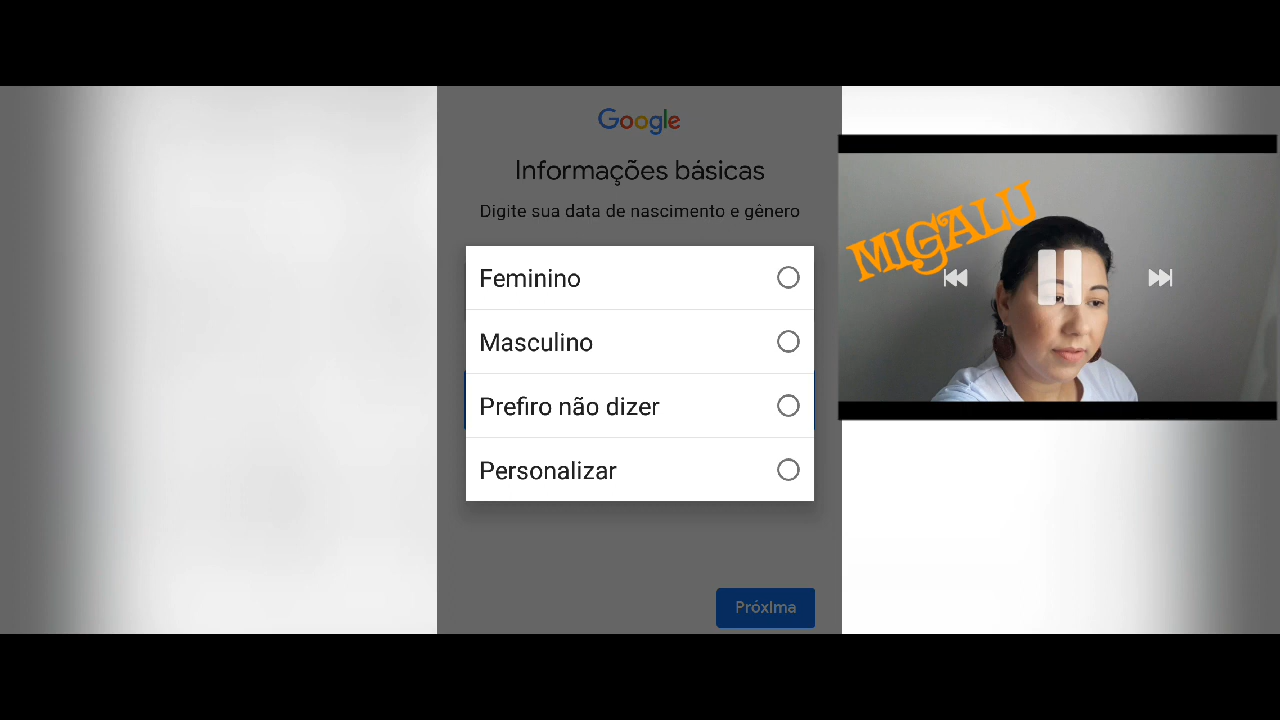 Google
Informações básicas
Digite sua data de nascimento e gênero
Feminino
Masculino
Prefiro não dizer
Personalizar
Próxima
MIGALU